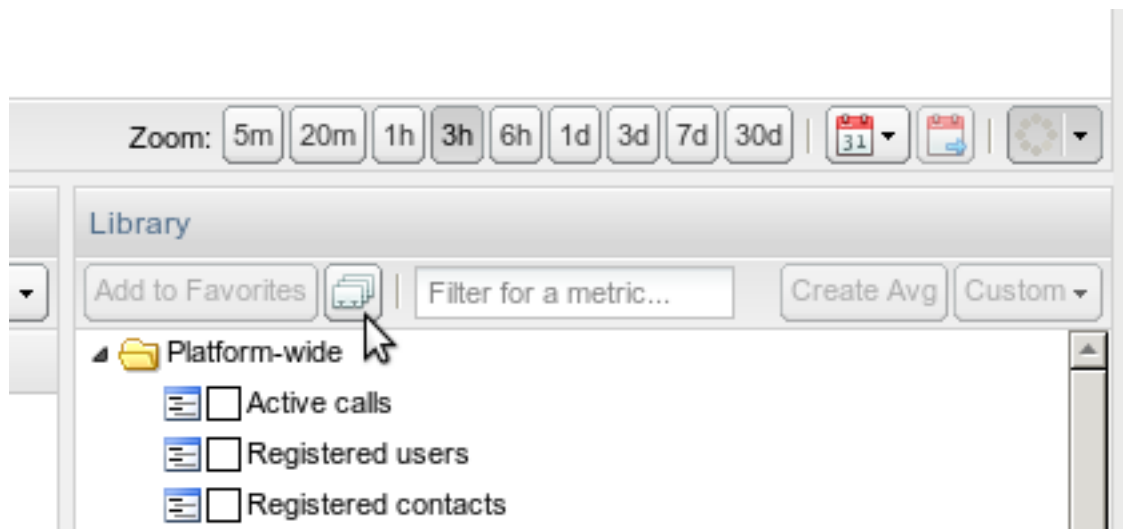 Zoom: 5m 20m 1h 3h 6h 1d 3d 7d 30d 31
Library
Add to Favorites Filter for a metric... Create Avg Custom
Platform-wide
Active calls
Registered users
Registered contacts